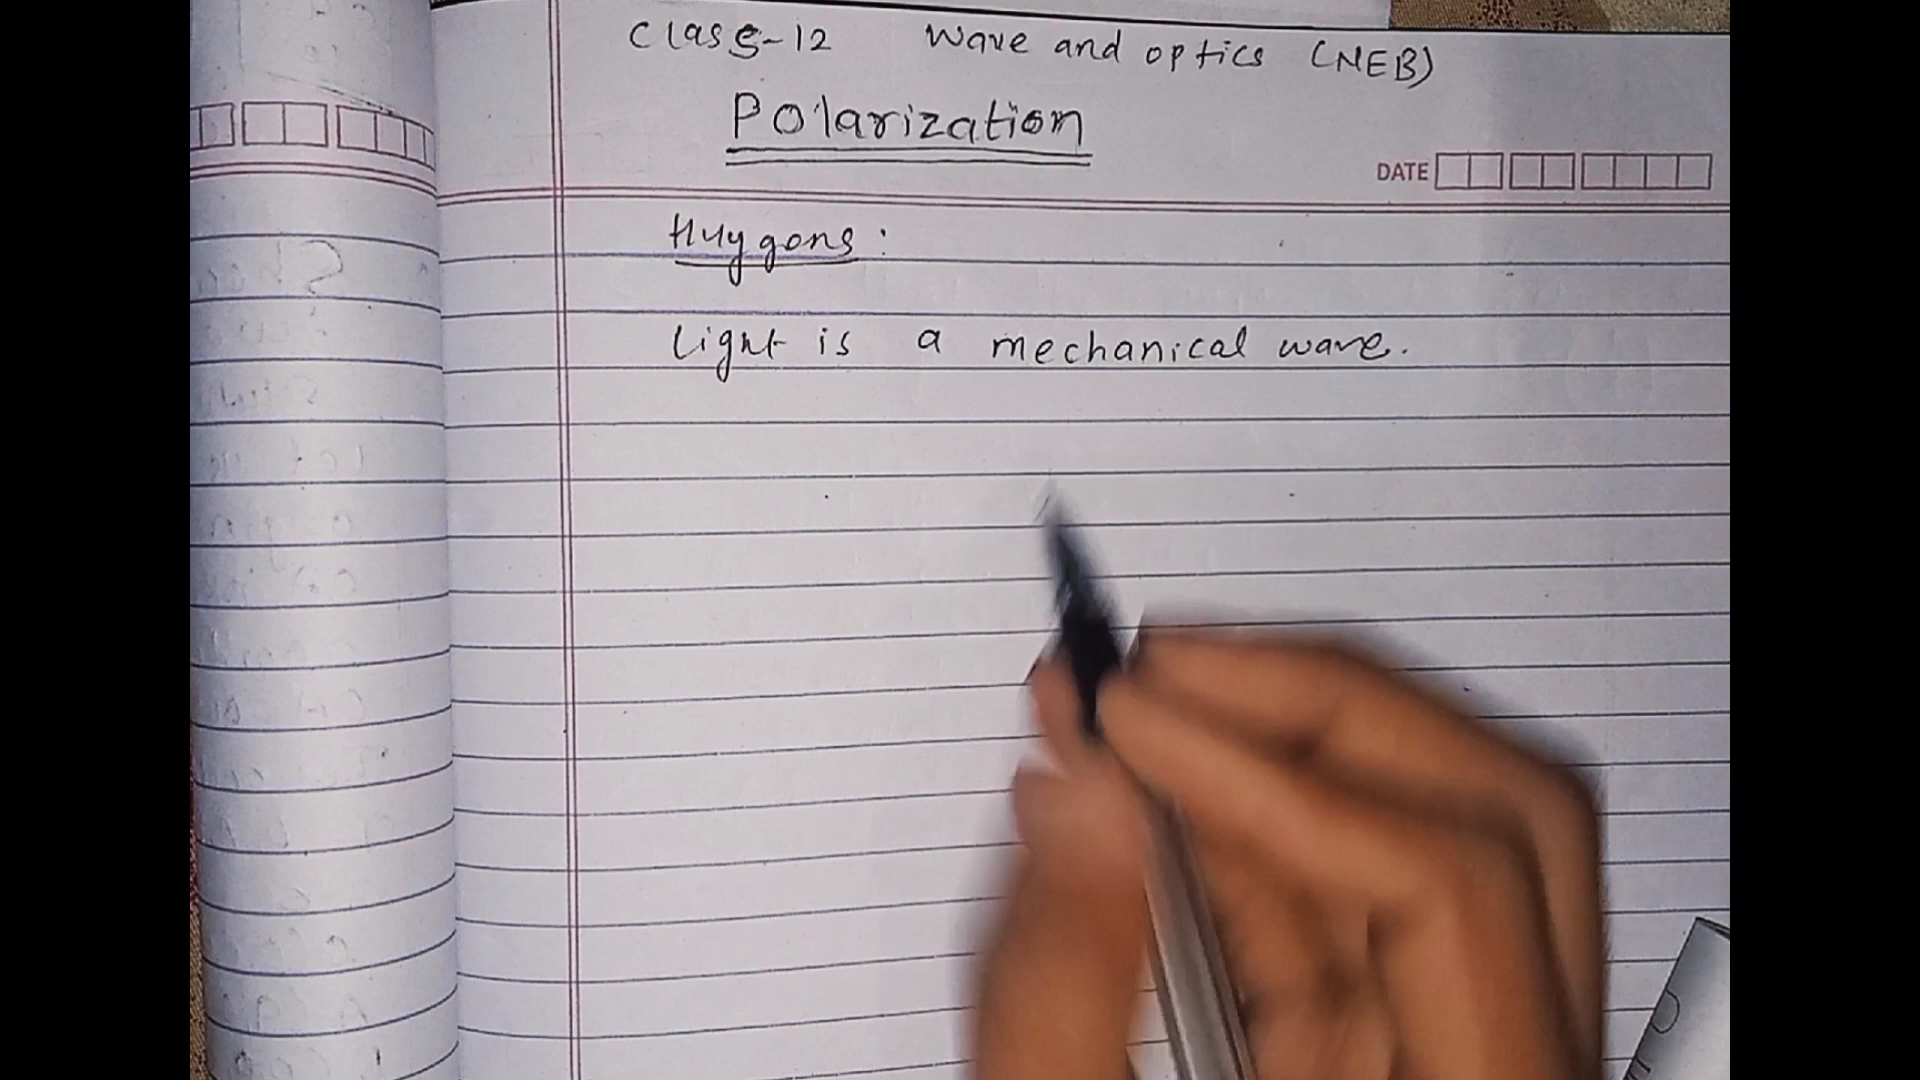 Class-12 Wave and optics (NEB)
Polarization
DATE
Huygens:
Light is a mechanical wave.